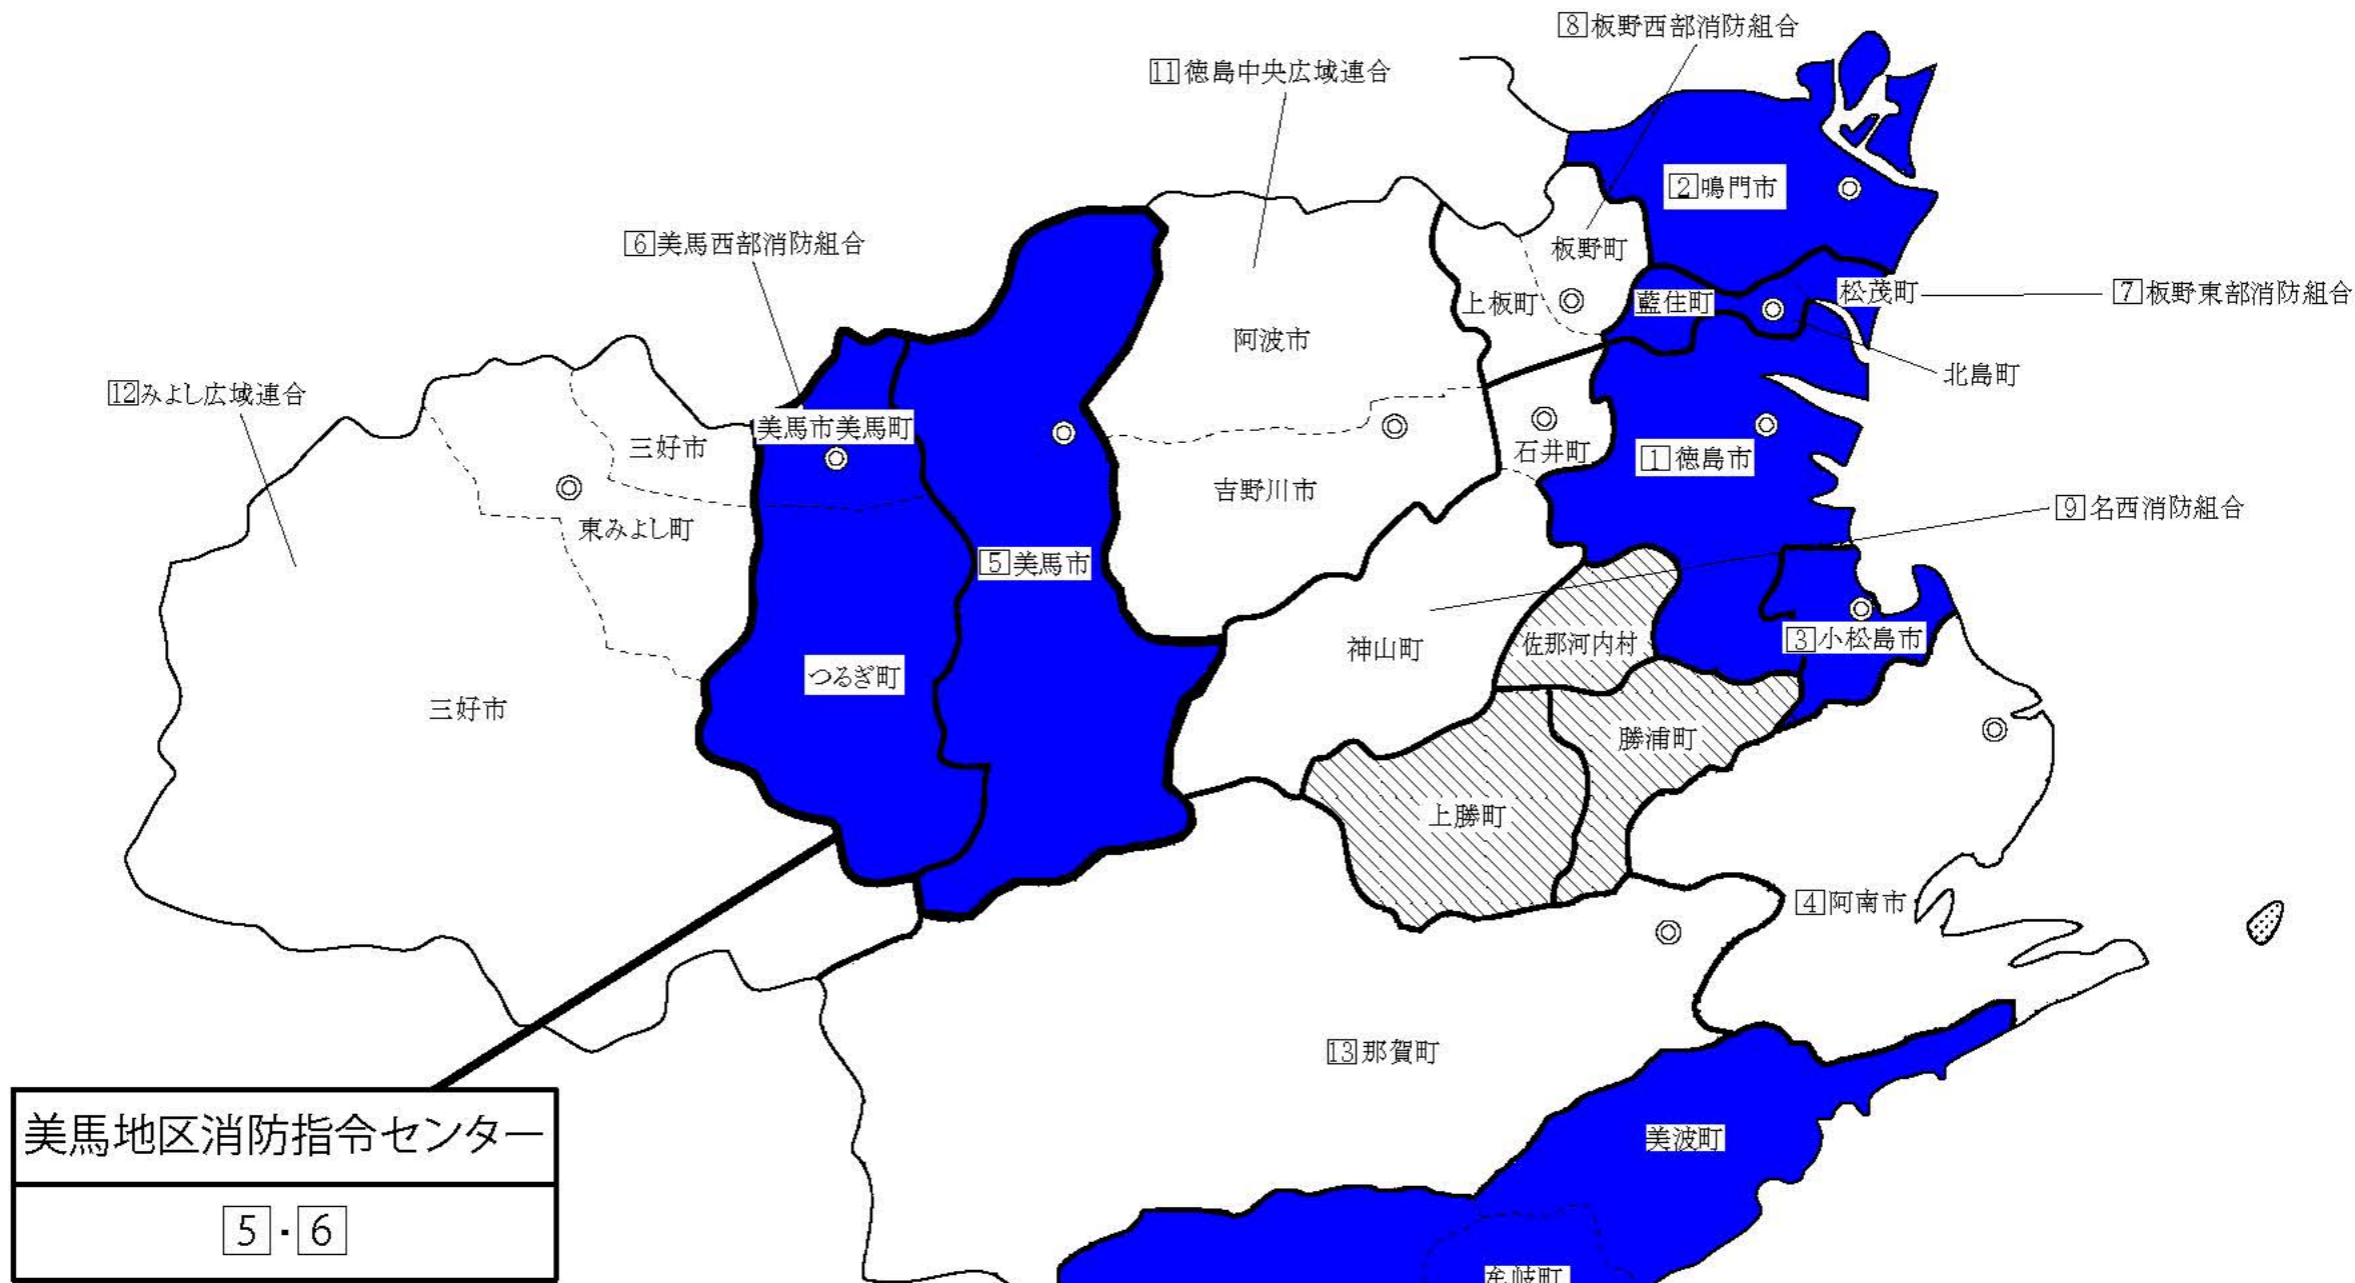 8板野西部消防組合
11徳島中央広域連合
2鳴門市
6美馬西部消防組合
板野町
上板町
藍住町
松茂町
7板野東部消防組合
阿波市
北島町
12みよし広域連合
美馬市美馬町
三好市
石井町
1徳島市
吉野川市
9名西消防組合
東みよし町
5美馬市
佐那河内村
3小松島市
神山町
つるぎ町
三好市
勝浦町
上勝町
4阿南市
13那賀町
美馬地区消防指令センター
5・6
美波町
牟岐町